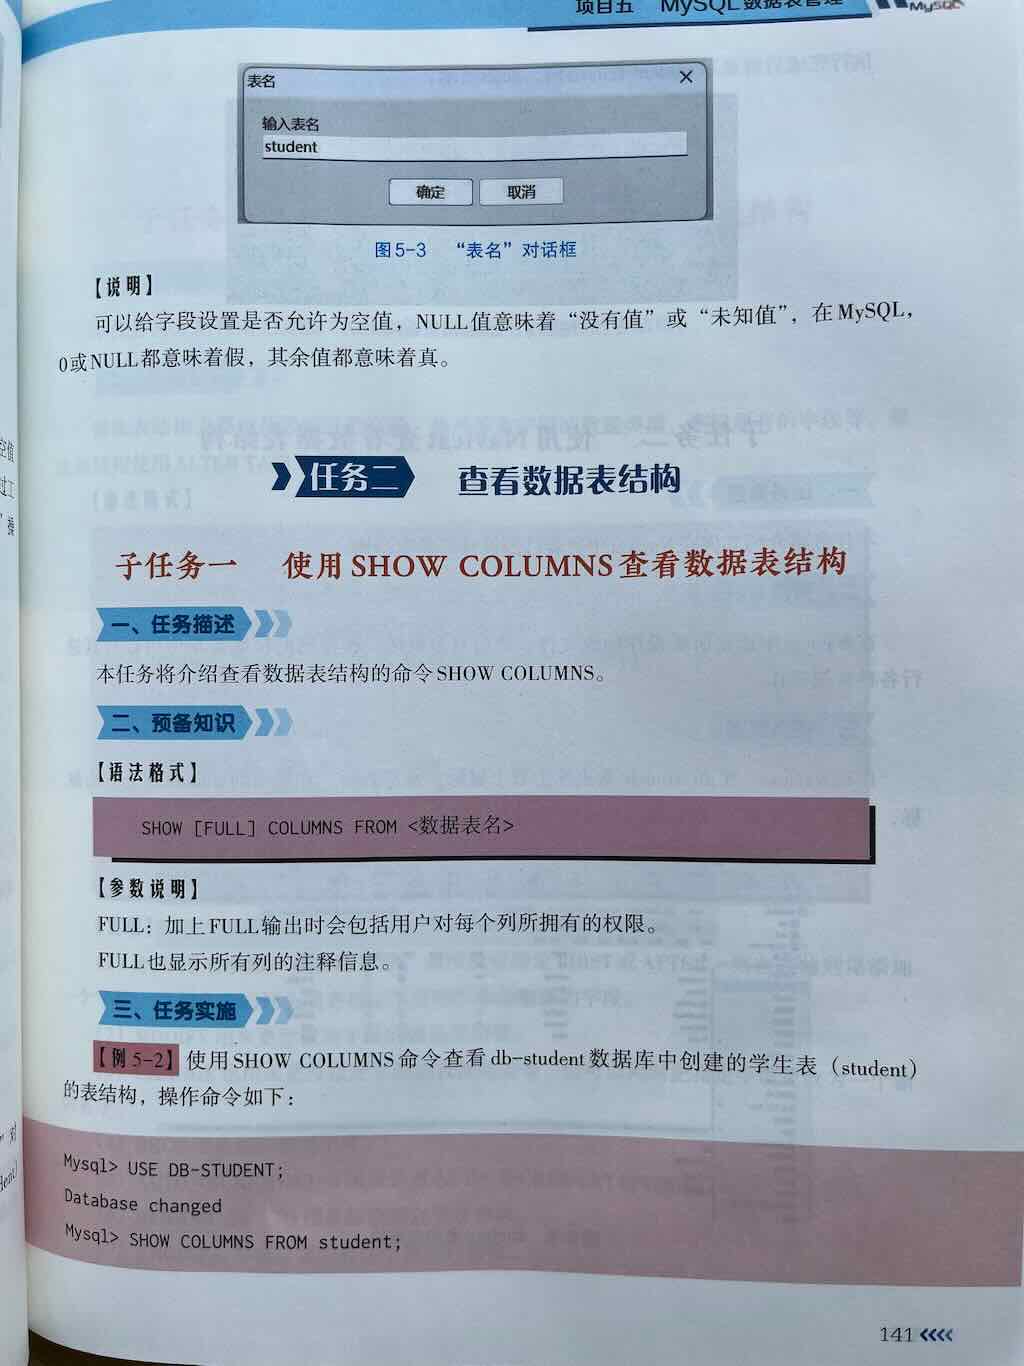 项目五 MySQL数据表管理
MySQL
表名
输入表名
student
确定 取消
图5-3 “表名”对话框
【说明】
可以给字段设置是否允许为空值，NULL值意味着“没有值”或“未知值”，在MySQL，
0或NULL都意味着假，其余值都意味着真。
任务二 查看数据表结构
子任务一 使用SHOW COLUMNS查看数据表结构
一、任务描述
本任务将介绍查看数据表结构的命令SHOW COLUMNS。
二、预备知识
【语法格式】
SHOW [FULL] COLUMNS FROM <数据表名>
【参数说明】
FULL：加上FULL输出时会包括用户对每个列所拥有的权限。
FULL也显示所有列的注释信息。
三、任务实施
【例 5-2】使用SHOW COLUMNS命令查看db-student数据库中创建的学生表（student）
的表结构，操作命令如下：
Mysql> USE DB-STUDENT;
Database changed
Mysql> SHOW COLUMNS FROM student;
141